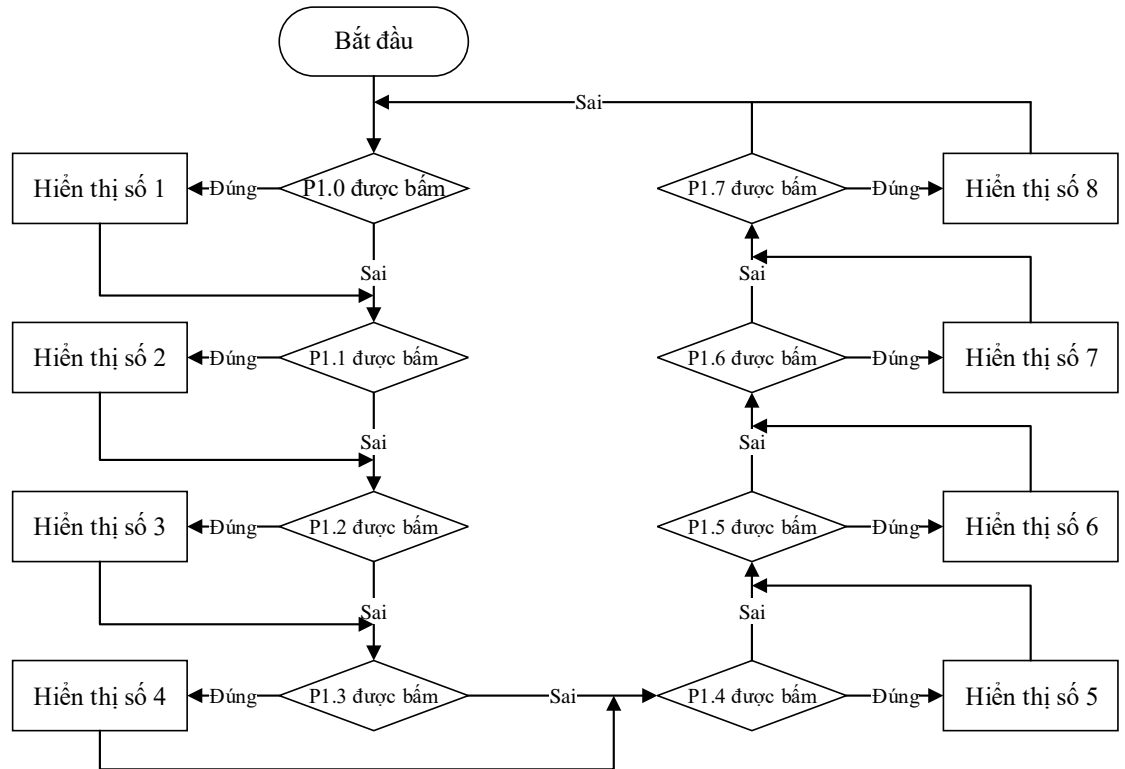 Bắt đầu
Sai
P1.0 được bấm
Đúng
Hiển thị số 1
Sai
P1.1 được bấm
Đúng
Hiển thị số 2
Sai
P1.2 được bấm
Đúng
Hiển thị số 3
Sai
P1.3 được bấm
Đúng
Hiển thị số 4
Sai
P1.4 được bấm
Đúng
Hiển thị số 5
Sai
P1.5 được bấm
Đúng
Hiển thị số 6
Sai
P1.6 được bấm
Đúng
Hiển thị số 7
Sai
P1.7 được bấm
Đúng
Hiển thị số 8